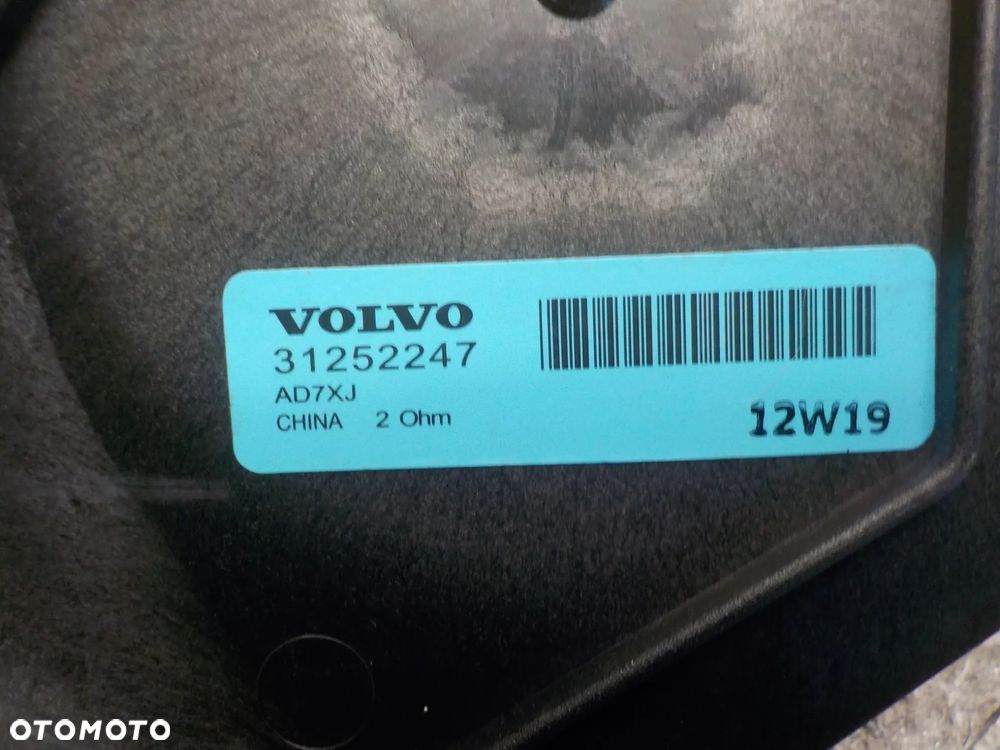 VOLVO
31252247
AD7XJ
CHINA 2 Ohm
12W19
OTOMOTO